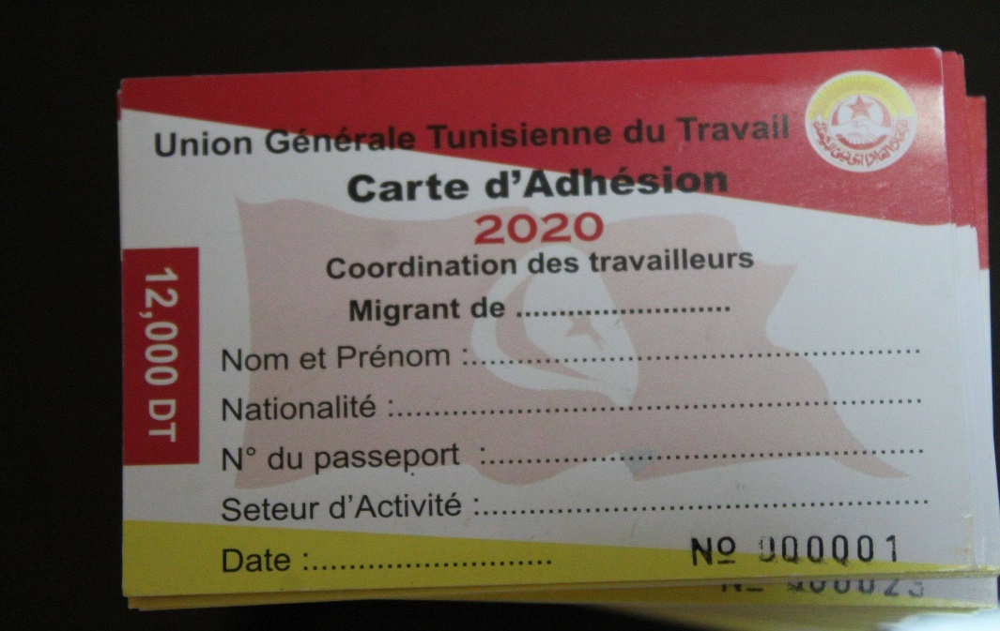 Union Générale Tunisienne du Travail
Carte d'Adhésion
2020
Coordination des travailleurs
Migrant de ............................
12,000 DT
Nom et Prénom :............................................................
Nationalité :......................................................................
N° du passeport :...........................................................
Seteur d'Activité :............................................................
Date :................................
Nº 000001